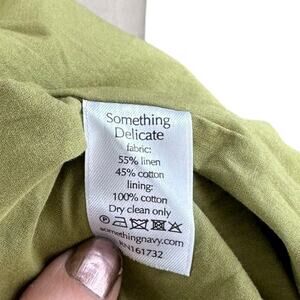 Something
Delicate
fabric:
55% linen
45% cotton
lining:
100% cotton
Dry clean only
somethingnavy.com
RN161732